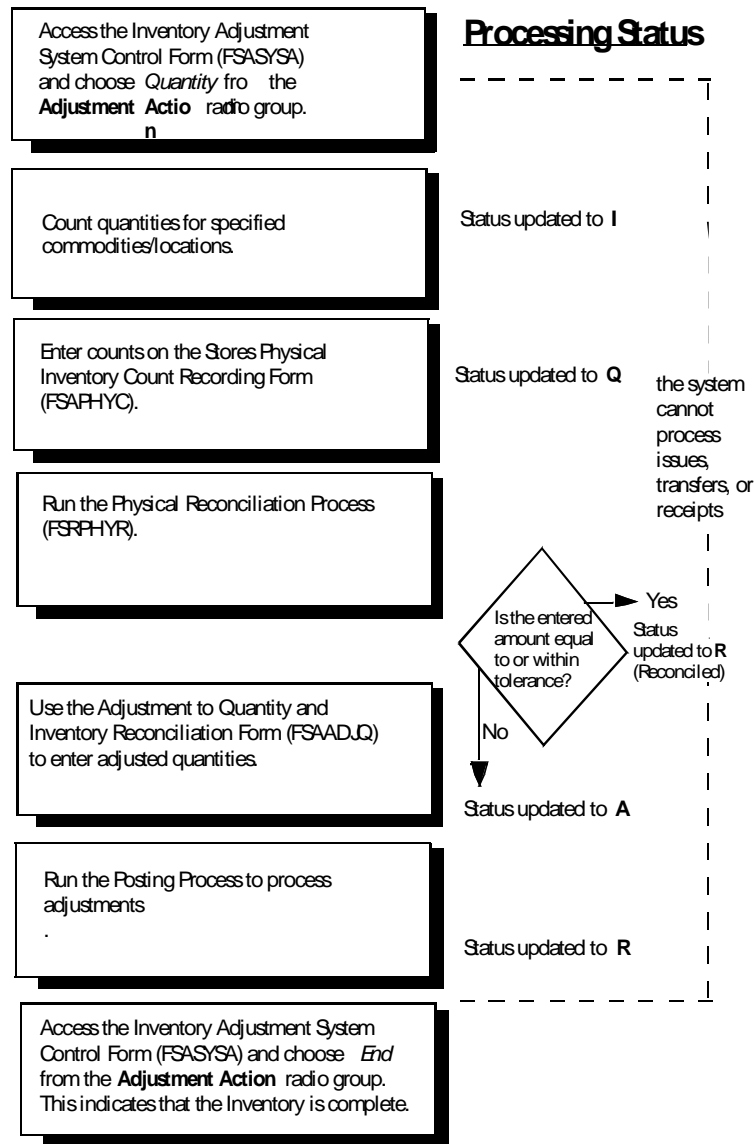 Access the Inventory Adjustment
System Control Form (FSASYSA)
and choose Quantity fro the
Adjustment Actio radio group.
n
Processing Status
Count quantities for specified
commodities/locations.
Status updated to I
Enter counts on the Stores Physical
Inventory Count Recording Form
(FSAPHYC).
Status updated to Q
the system
cannot
process
issues,
transfers, or
receipts
Run the Physical Reconciliation Process
(FSRPHYR).
Is the entered
amount equal
to or within
tolerance?
Yes
Status
updated to R
(Reconciled)
No
Use the Adjustment to Quantity and
Inventory Reconciliation Form (FSAADJQ)
to enter adjusted quantities.
Status updated to A
Run the Posting Process to process
adjustments
.
Status updated to R
Access the Inventory Adjustment System
Control Form (FSASYSA) and choose End
from the Adjustment Action radio group.
This indicates that the Inventory is complete.